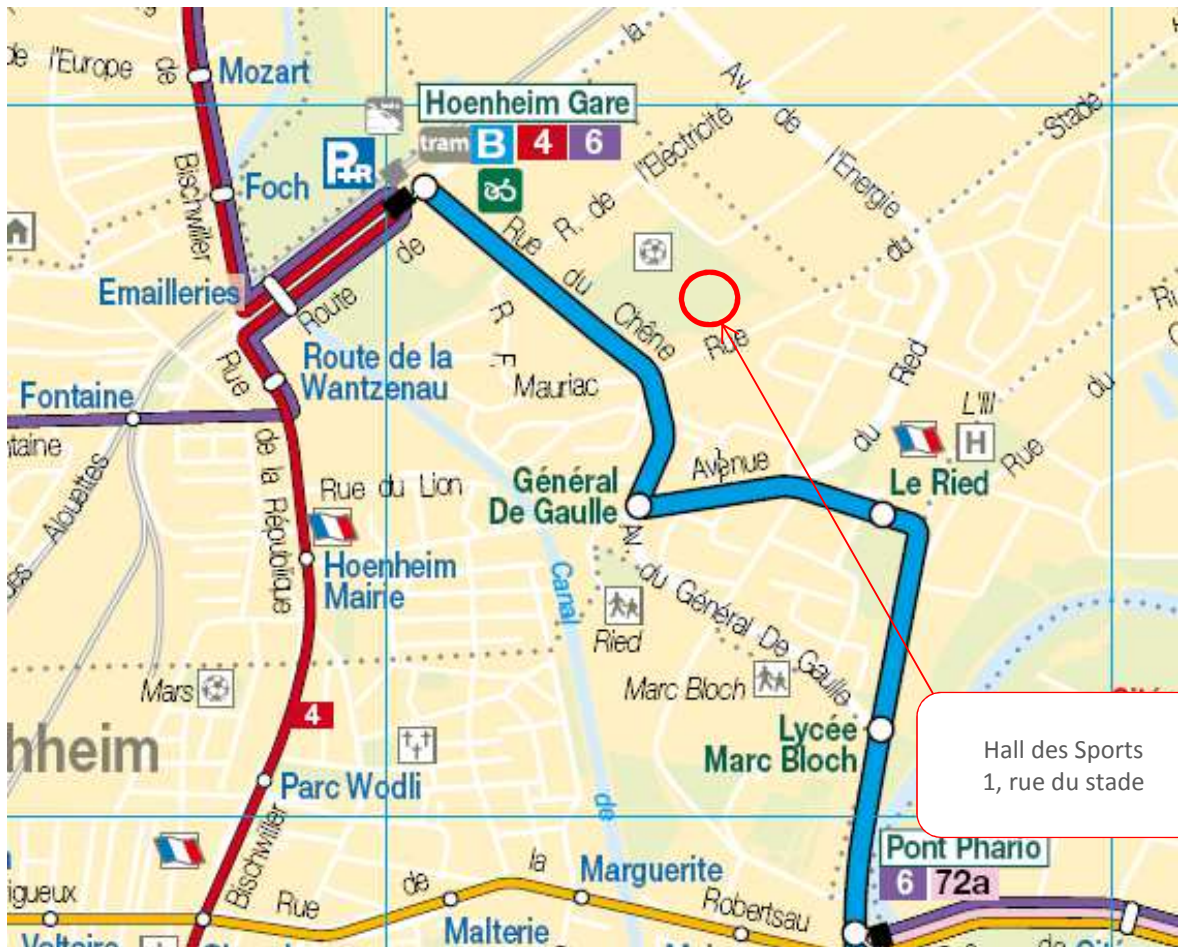 de l'Europe
de
Mozart
la
Av. de l'Energie
Hoenheim Gare
tram B 4 6
P+R
Bischwiller
Foch
R. de l'Electricité
Stade
du
Emailleries
Route de
Rue du Chêne
Rue
Route de la
Wantzenau
Rue
R. F. Mauriac
du Ried
Fontaine
de la République
L'Ill
H
Rue du
Alouettes
Rue du Lion
Général
De Gaulle
Avenue
Le Ried
Hoenheim
Mairie
Canal
de
Av. du Général De Gaulle
Ried
Mars
Marc Bloch
4
Lycée
Marc Bloch
Hall des Sports
1, rue du stade
hheim
Parc Wodli
Pont Phario
6 72a
Bischwiller
Rue de la Robertsau
Marguerite
Malterie